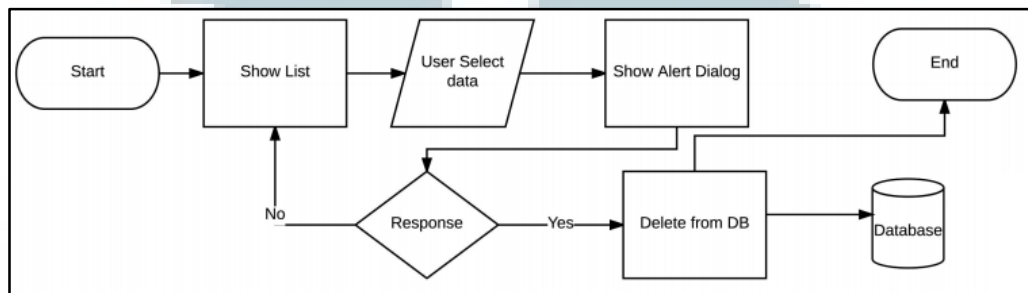 Start
Show List
User Select
data
Show Alert Dialog
End
No
Response
Yes
Delete from DB
Database